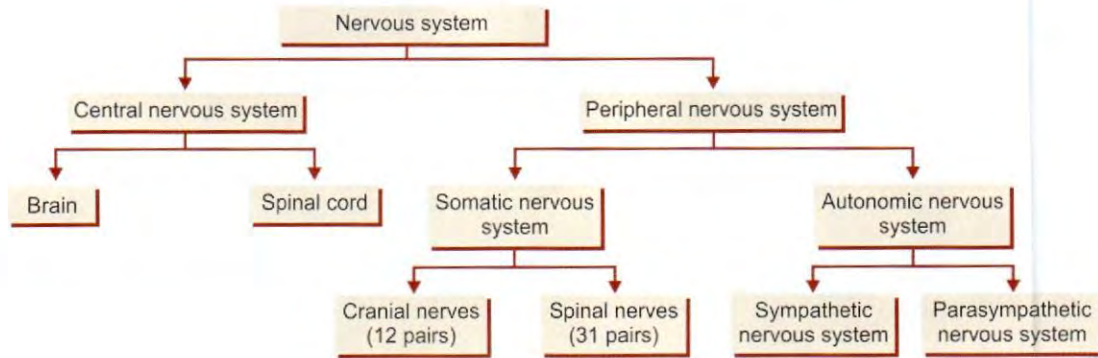 Nervous system
Central nervous system
Peripheral nervous system
Brain
Spinal cord
Somatic nervous
system
Autonomic nervous
system
Cranial nerves
(12 pairs)
Spinal nerves
(31 pairs)
Sympathetic
nervous system
Parasympathetic
nervous system